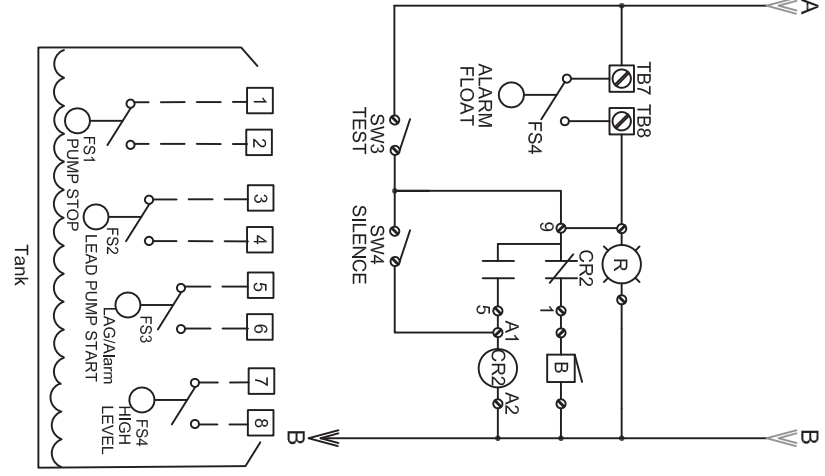 A
B
TB7
TB8
ALARM
FLOAT
FS4
SW3
TEST
SW4
SILENCE
9
CR2
R
5
1
A1
CR2
A2
B
B
1
2
3
4
5
6
7
8
FS1
PUMP STOP
FS2
LEAD PUMP START
FS3
LAG/Alarm
FS4
HIGH
LEVEL
Tank